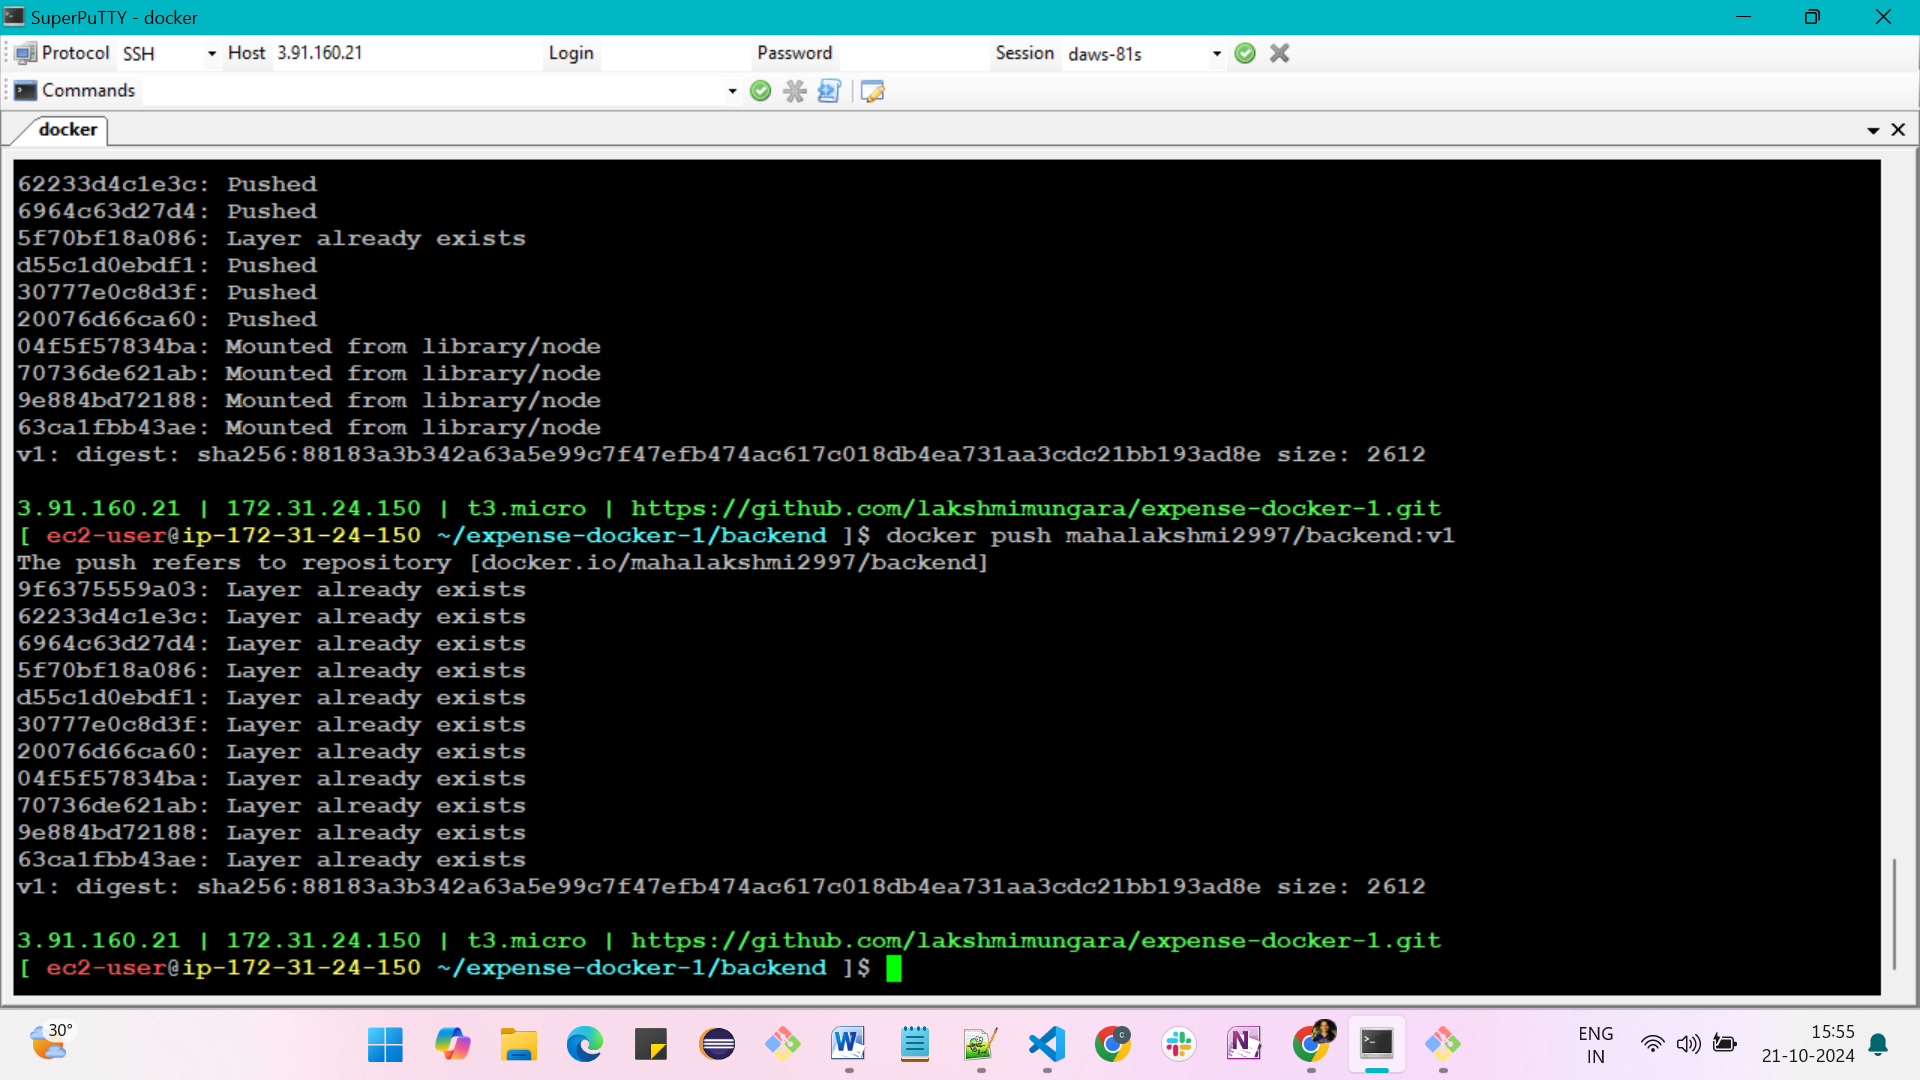 SuperPuTTY - docker
Protocol SSH Host 3.91.160.21 Login Password Session daws-81s
Commands
docker
62233d4c1e3c: Pushed
6964c63d27d4: Pushed
5f70bf18a086: Layer already exists
d55c1d0ebdf1: Pushed
30777e0c8d3f: Pushed
20076d66ca60: Pushed
04f5f57834ba: Mounted from library/node
70736de621ab: Mounted from library/node
9e884bd72188: Mounted from library/node
63ca1fbb43ae: Mounted from library/node
v1: digest: sha256:88183a3b342a63a5e99c7f47efb474ac617c018db4ea731aa3cdc21bb193ad8e size: 2612
3.91.160.21 | 172.31.24.150 | t3.micro | https://github.com/lakshmimungara/expense-docker-1.git
[ ec2-user@ip-172-31-24-150 ~/expense-docker-1/backend ]$ docker push mahalakshmi2997/backend:v1
The push refers to repository [docker.io/mahalakshmi2997/backend]
9f6375559a03: Layer already exists
62233d4c1e3c: Layer already exists
6964c63d27d4: Layer already exists
5f70bf18a086: Layer already exists
d55c1d0ebdf1: Layer already exists
30777e0c8d3f: Layer already exists
20076d66ca60: Layer already exists
04f5f57834ba: Layer already exists
70736de621ab: Layer already exists
9e884bd72188: Layer already exists
63ca1fbb43ae: Layer already exists
v1: digest: sha256:88183a3b342a63a5e99c7f47efb474ac617c018db4ea731aa3cdc21bb193ad8e size: 2612
3.91.160.21 | 172.31.24.150 | t3.micro | https://github.com/lakshmimungara/expense-docker-1.git
[ ec2-user@ip-172-31-24-150 ~/expense-docker-1/backend ]$
30°
ENG
IN
15:55
21-10-2024